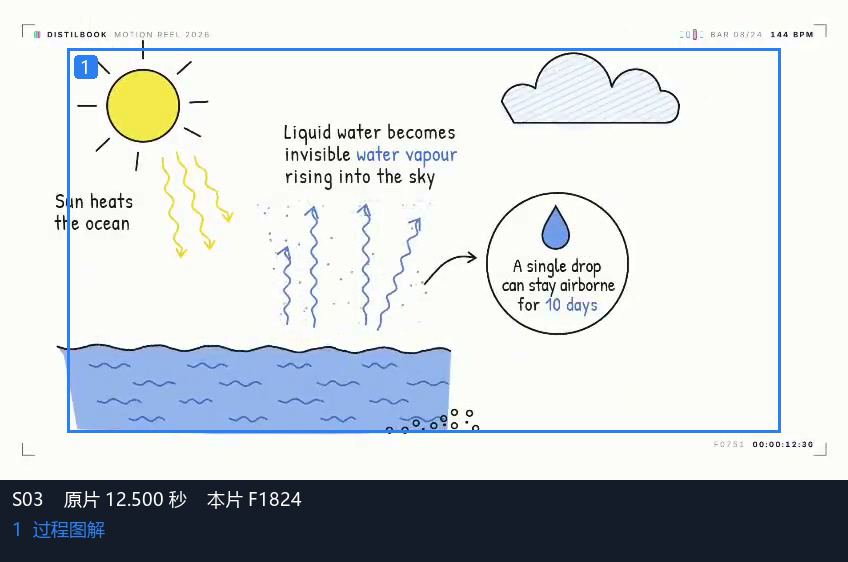 DISTILBOOK MOTION REEL 2026
BAR 08/24 144 BPM
1
Liquid water becomes
invisible water vapour
rising into the sky
Sun heats
the ocean
A single drop
can stay airborne
for 10 days
F0751 00:00:12:30
S03 原片 12.500 秒 本片 F1824
1 过程图解